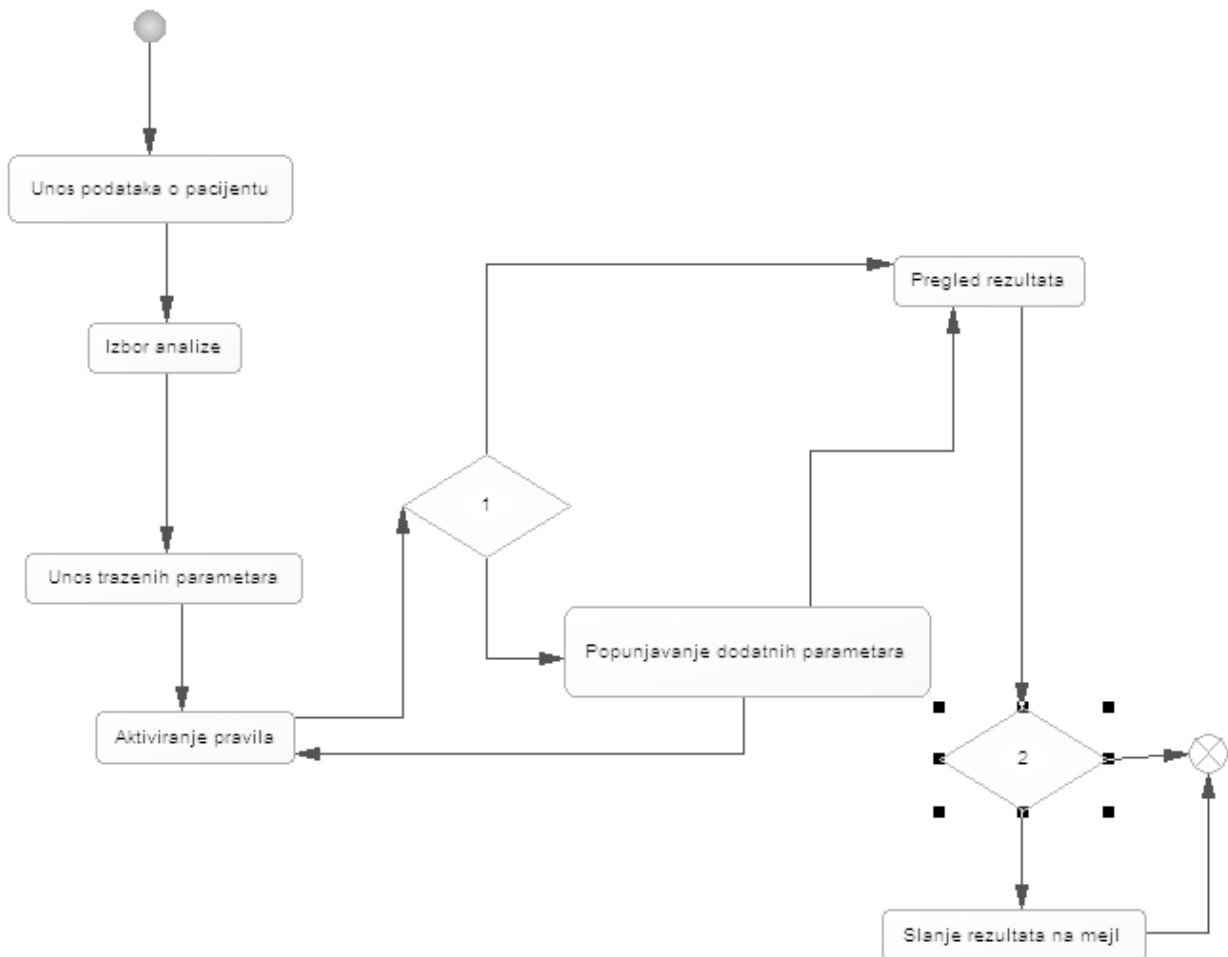 Unos podataka o pacijentu
Izbor analize
Unos trazenih parametara
Aktiviranje pravila
1
Popunjavanje dodatnih parametara
Pregled rezultata
2
Slanje rezultata na mejl